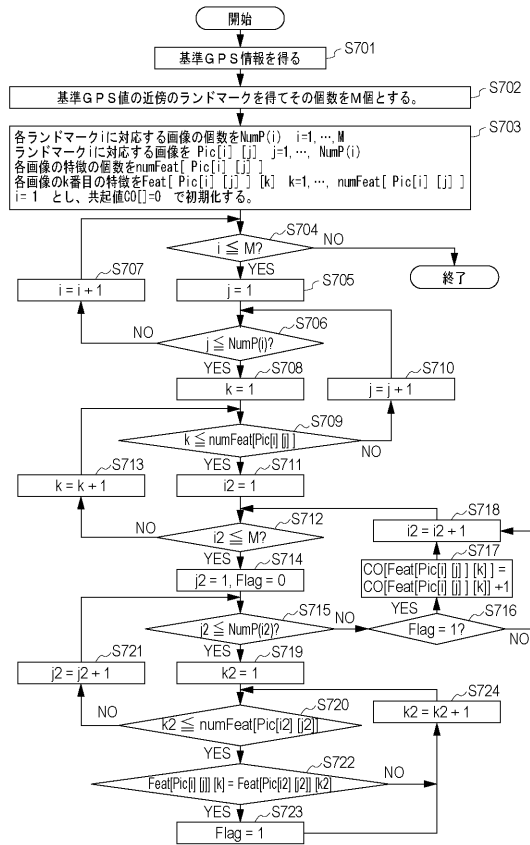 開始
S701
基準GPS情報を得る
S702
基準GPS値の近傍のランドマークを得てその個数をM個とする。
S703
各ランドマークiに対応する画像の個数をNumP(i) i=1,…,M
ランドマークiに対応する画像を Pic[i] [j] j=1,…, NumP(i)
各画像の特徴の個数をnumFeat[ Pic[i] [j] ]
各画像のk番目の特徴をFeat[ Pic[i] [j] ] [k] k=1,…, numFeat[ Pic[i] [j] ]
i= 1 とし、共起値CO[]=0 で初期化する。
S704
i ≦ M?
NO
YES
終了
S707
i = i + 1
S705
j = 1
S706
j ≦ NumP(i)?
NO
YES
S708
k = 1
S710
j = j + 1
S709
k ≦ numFeat[Pic[i] [j] ]
NO
YES
S713
k = k + 1
S711
i2 = 1
S712
i2 ≦ M?
NO
YES
S718
i2 = i2 + 1
S717
CO[Feat[Pic[i] [j] ] [k] ] =
CO[Feat[Pic[i] [j] ] [k]] +1
S714
j2 = 1, Flag = 0
S715
j2 ≦ NumP(i2)?
NO
YES
YES
S716
Flag = 1?
NO
S721
j2 = j2 + 1
S719
k2 = 1
S720
k2 ≦ numFeat[Pic[i2] [j2]]
NO
YES
S724
k2 = k2 + 1
S722
Feat[Pic[i] [j]] [k] = Feat[Pic[i2] [j2]] [k2]
NO
YES
S723
Flag = 1